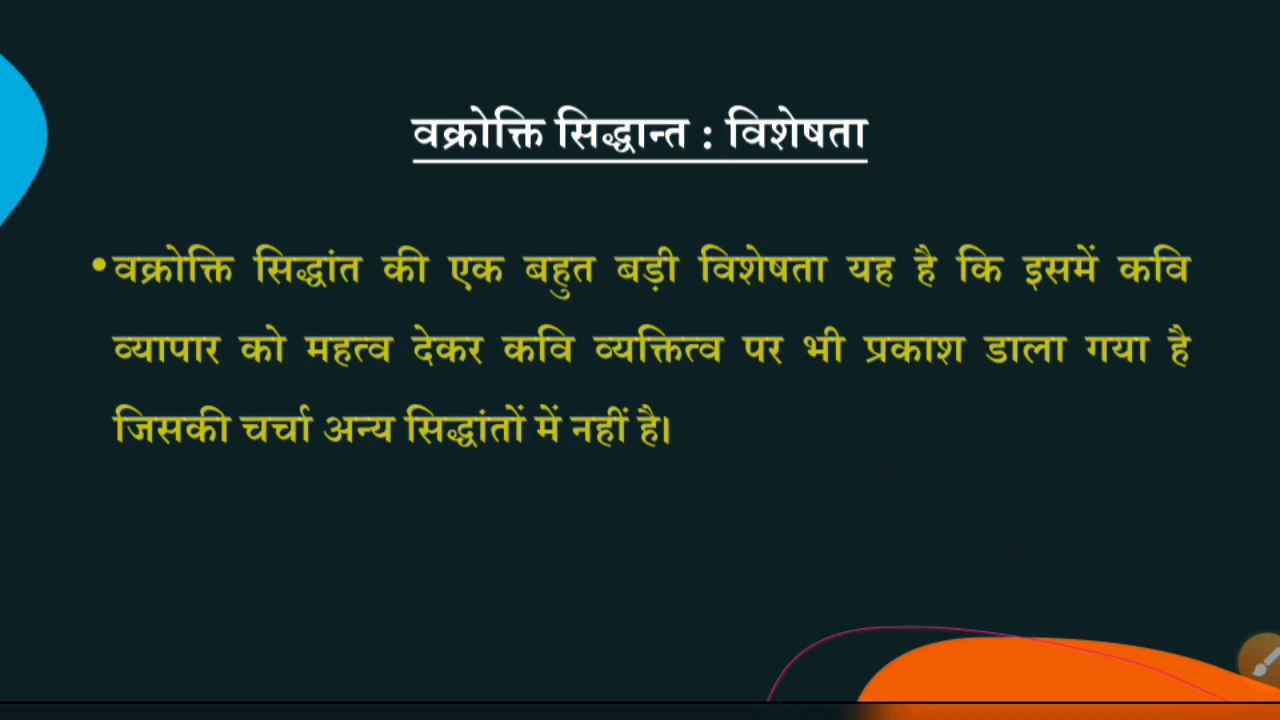 वक्रोक्ति सिद्धान्त : विशेषता
•वक्रोक्ति सिद्धांत की एक बहुत बड़ी विशेषता यह है कि इसमें कवि
व्यापार को महत्व देकर कवि व्यक्तित्व पर भी प्रकाश डाला गया है
जिसकी चर्चा अन्य सिद्धांतों में नहीं है।